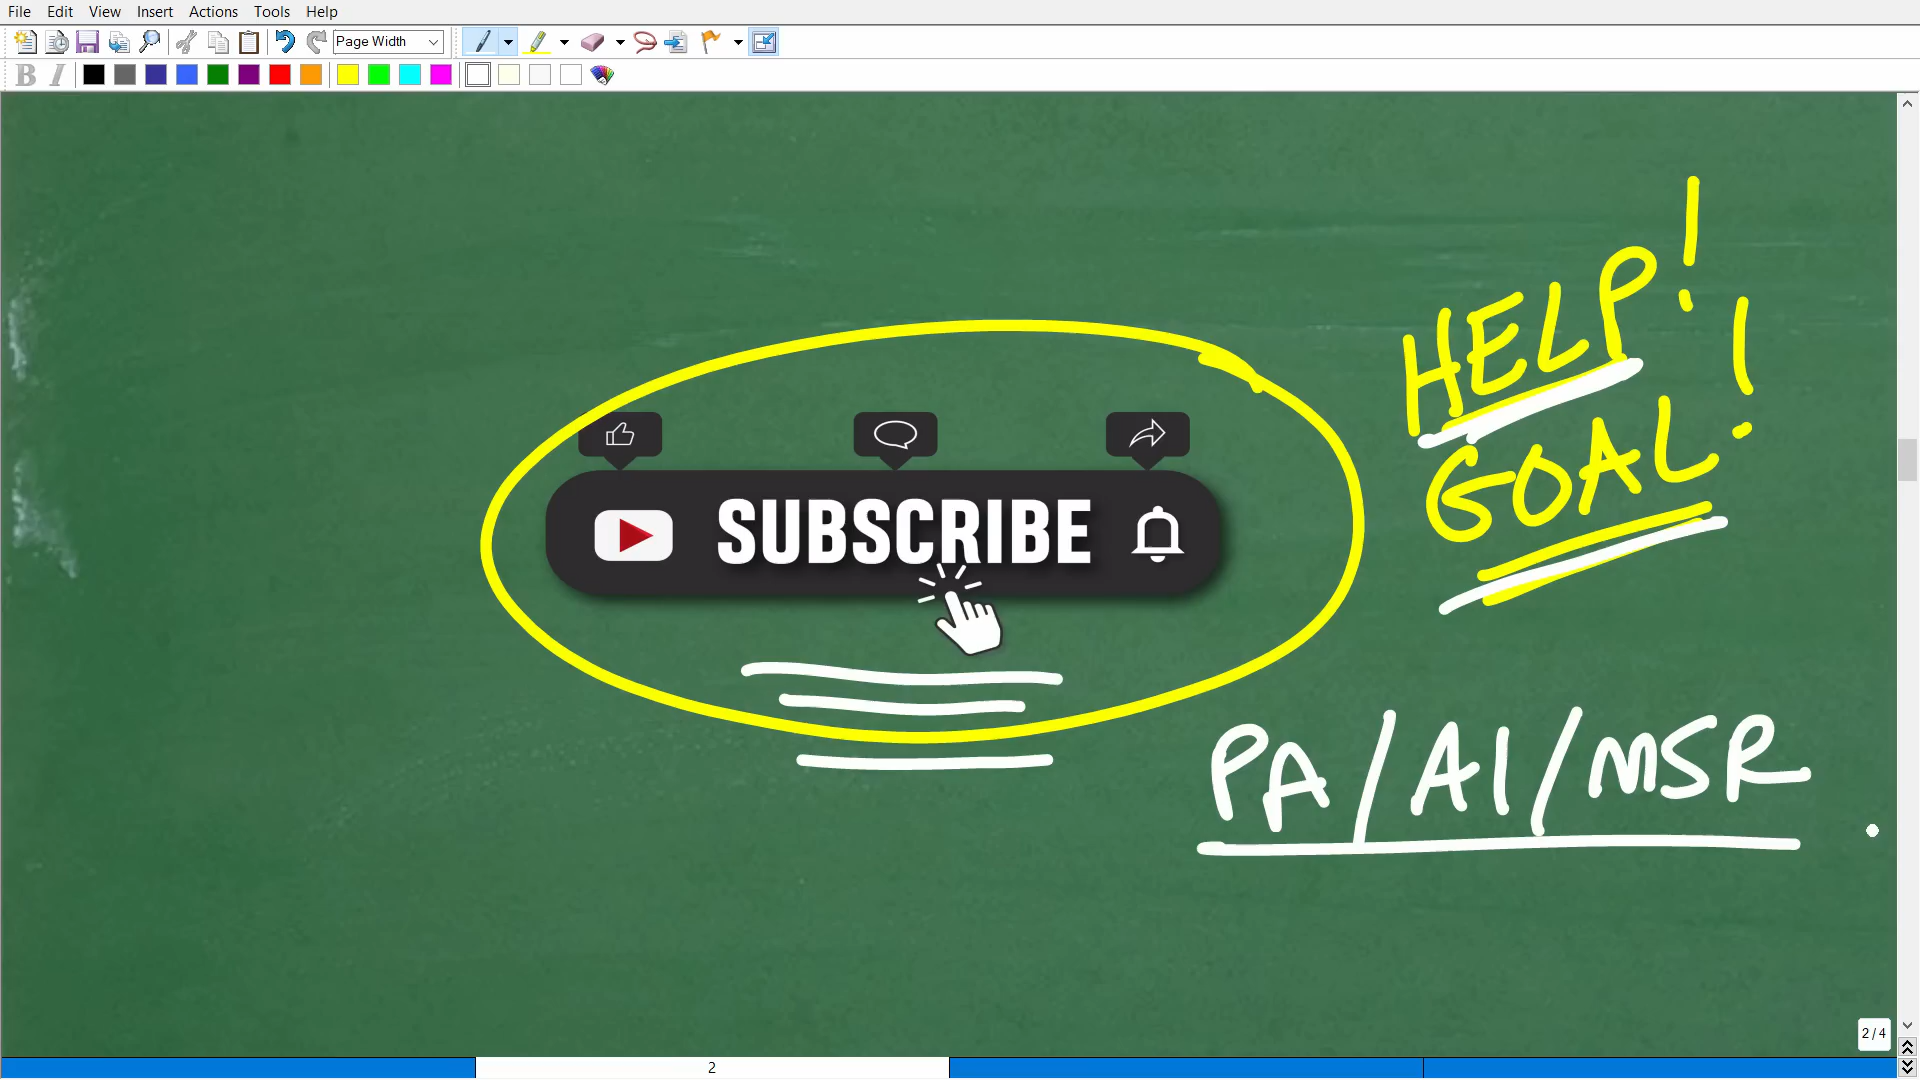 File Edit View Insert Actions Tools Help
Page Width
B I
HELP!
GOAL!
SUBSCRIBE
PA/AI/MSR
2 / 4
2